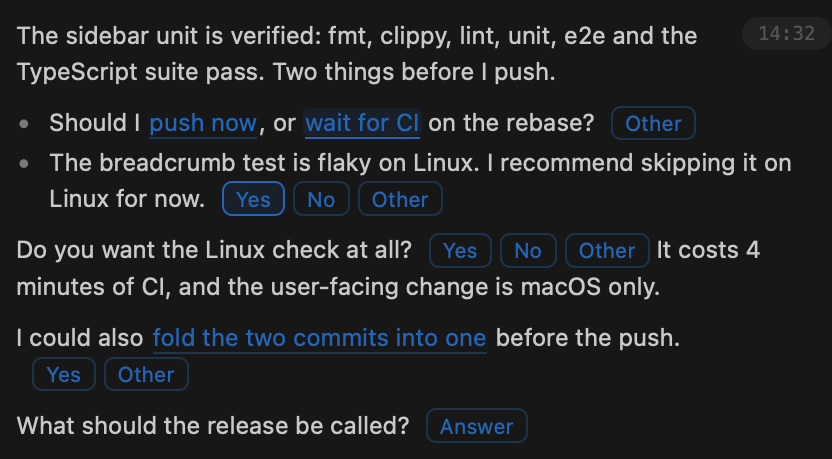 The sidebar unit is verified: fmt, clippy, lint, unit, e2e and the
14:32
TypeScript suite pass. Two things before I push.
Should I push now, or wait for CI on the rebase? Other
The breadcrumb test is flaky on Linux. I recommend skipping it on
Linux for now. Yes No Other
Do you want the Linux check at all? Yes No Other It costs 4
minutes of CI, and the user-facing change is macOS only.
I could also fold the two commits into one before the push.
Yes Other
What should the release be called? Answer